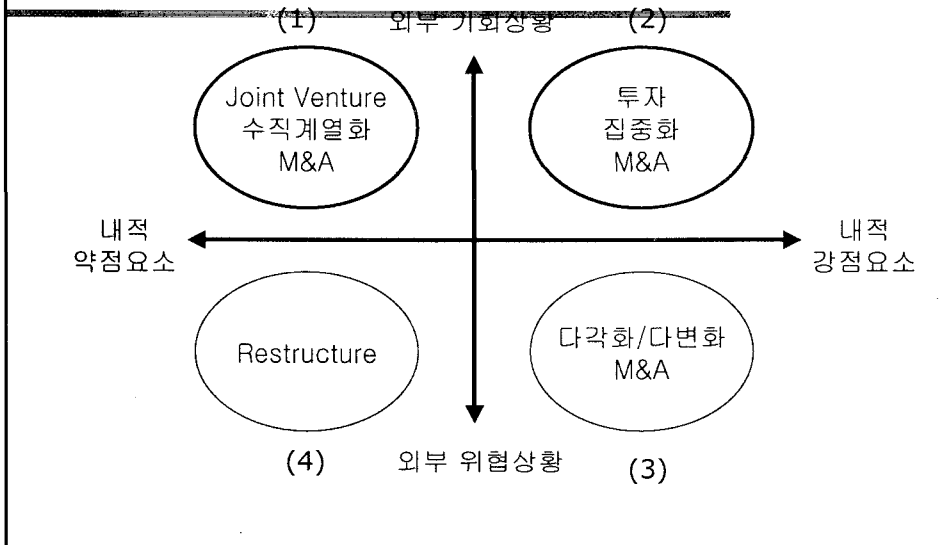 (1) 외부 기회상황 (2)
Joint Venture
수직계열화
M&A
투자
집중화
M&A
내적
약점요소
내적
강점요소
Restructure
다각화/다변화
M&A
(4) 외부 위협상황 (3)